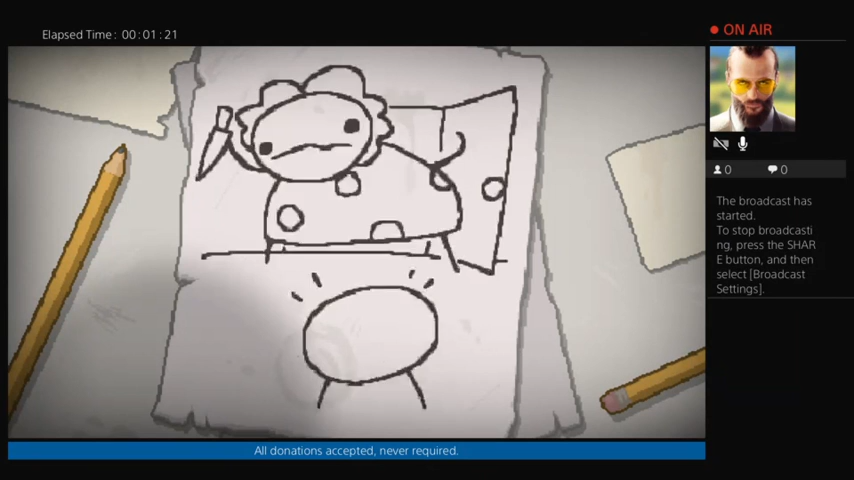 Elapsed Time: 00:01:21
ON AIR
0 0
The broadcast has
started.
To stop broadcasti
ng, press the SHAR
E button, and then
select [Broadcast
Settings].
All donations accepted, never required.